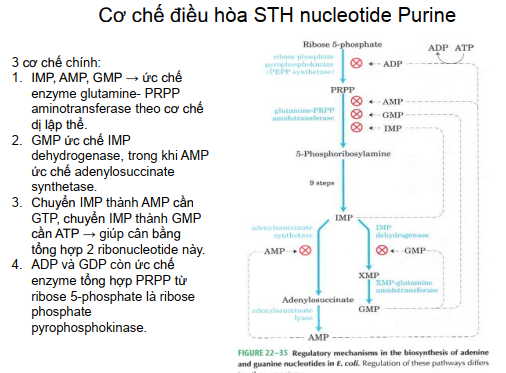 Cơ chế điều hòa STH nucleotide Purine
3 cơ chế chính:
1. IMP, AMP, GMP → ức chế
enzyme glutamine- PRPP
aminotransferase theo cơ chế
dị lập thể.
2. GMP ức chế IMP
dehydrogenase, trong khi AMP
ức chế adenylosuccinate
synthetase.
3. Chuyển IMP thành AMP cần
GTP, chuyển IMP thành GMP
cần ATP → giúp cân bằng
tổng hợp 2 ribonucleotide này.
4. ADP và GDP còn ức chế
enzyme tổng hợp PRPP từ
ribose 5-phosphate là ribose
phosphate
pyrophosphokinase.
Ribose 5-phosphate
ADP ATP
ribose phosphate
pyrophosphokinase
(PRPP synthetase)
ADP
PRPP
AMP
glutamine-PRPP
amidotransferase
GMP
IMP
5-Phosphoribosylamine
9 steps
IMP
adenylosuccinate
synthetase
IMP
dehydrogenase
AMP
GMP
XMP
XMP-glutamine
amidotransferase
Adenylosuccinate
GMP
adenylosuccinate
lyase
AMP
FIGURE 22–35 Regulatory mechanisms in the biosynthesis of adenine
and guanine nucleotides in E. coli. Regulation of these pathways differs